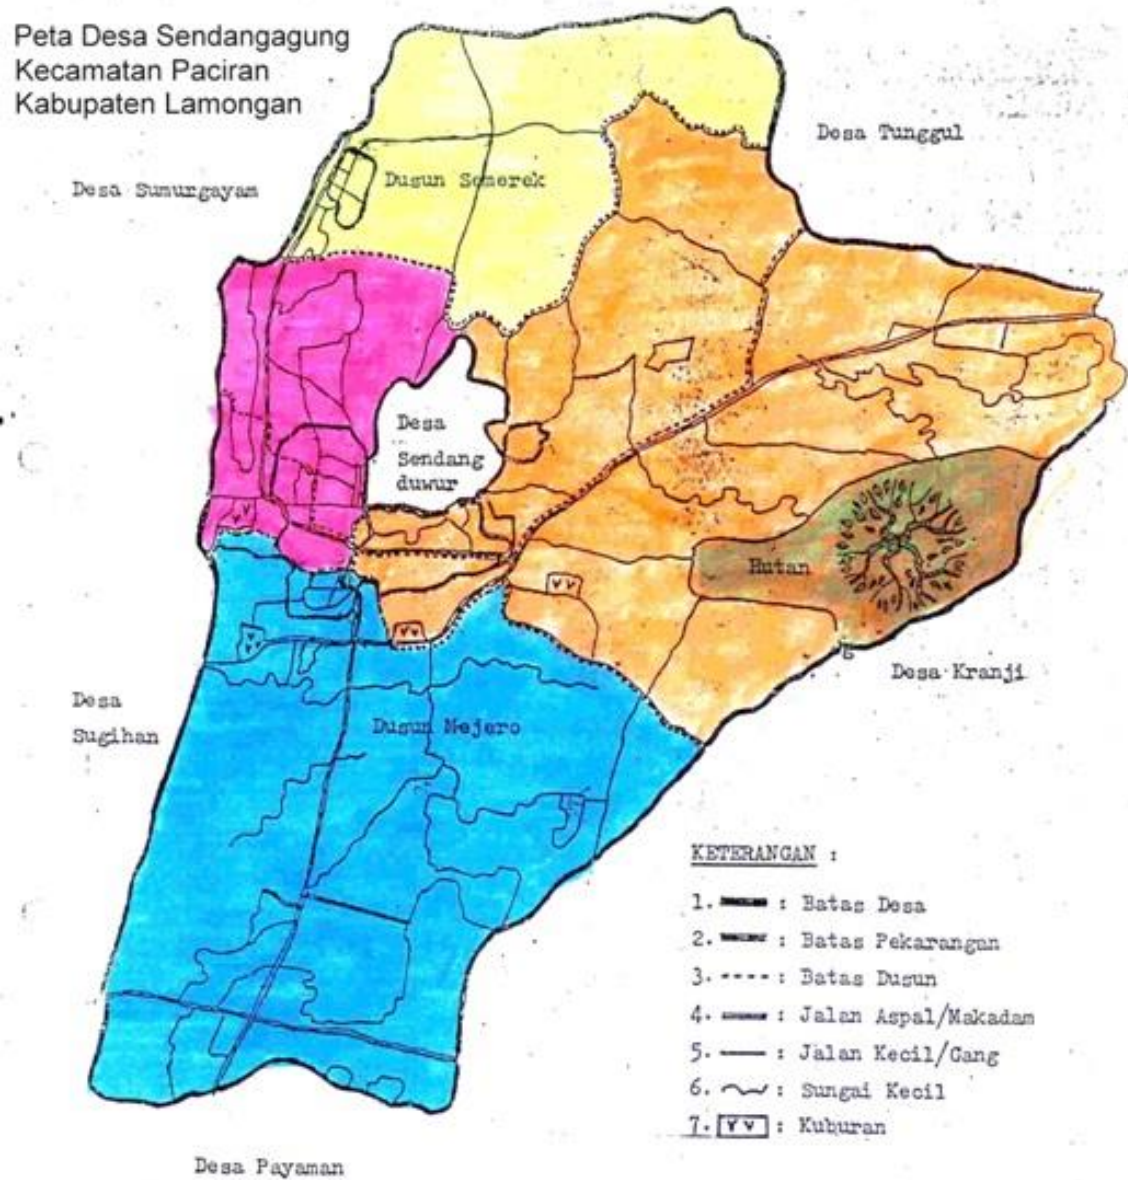 Peta Desa Sendangagung
Kecamatan Paciran
Kabupaten Lamongan
Desa Tunggul
Desa Sumurgayam
Dusun Semerek
Desa
Sendang
duwur
Hutan
Desa Kranji
Desa
Sugihan
Dusun Mejero
KETERANGAN :
1. : Batas Desa
2. : Batas Pekarangan
3. ---- : Batas Dusun
4. : Jalan Aspal/Makadam
5. : Jalan Kecil/Gang
6. : Sungai Kecil
7. : Kuburan
Desa Payaman